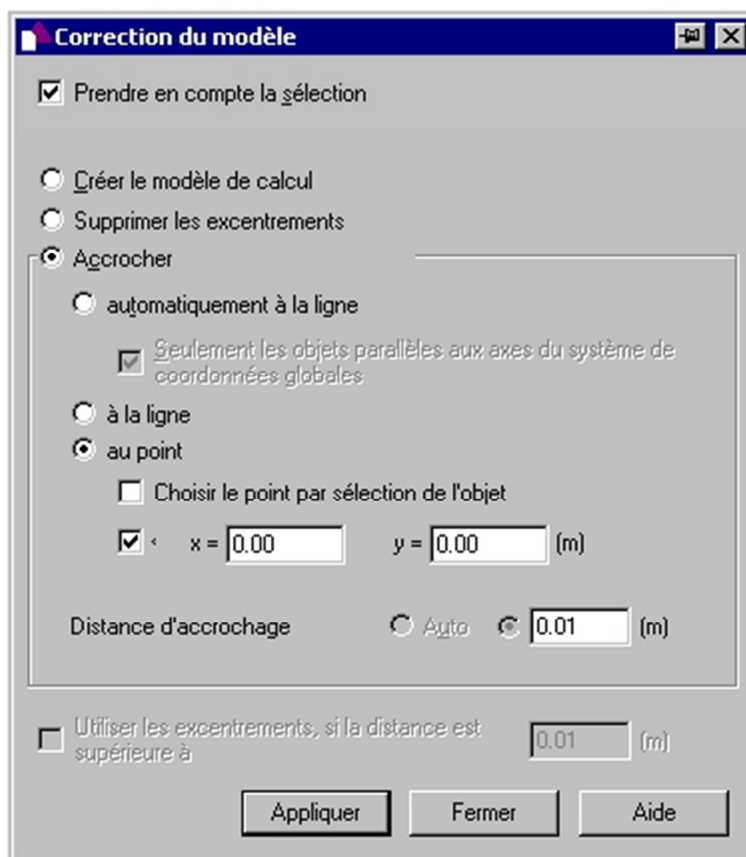 Correction du modèle
Prendre en compte la sélection
Créer le modèle de calcul
Supprimer les excentrements
Accrocher
automatiquement à la ligne
Seulement les objets parallèles aux axes du système de
coordonnées globales
à la ligne
au point
Choisir le point par sélection de l'objet
< x = 0.00 y = 0.00 (m)
Distance d'accrochage Auto 0.01 (m)
Utiliser les excentrements, si la distance est
supérieure à 0.01 (m)
Appliquer Fermer Aide